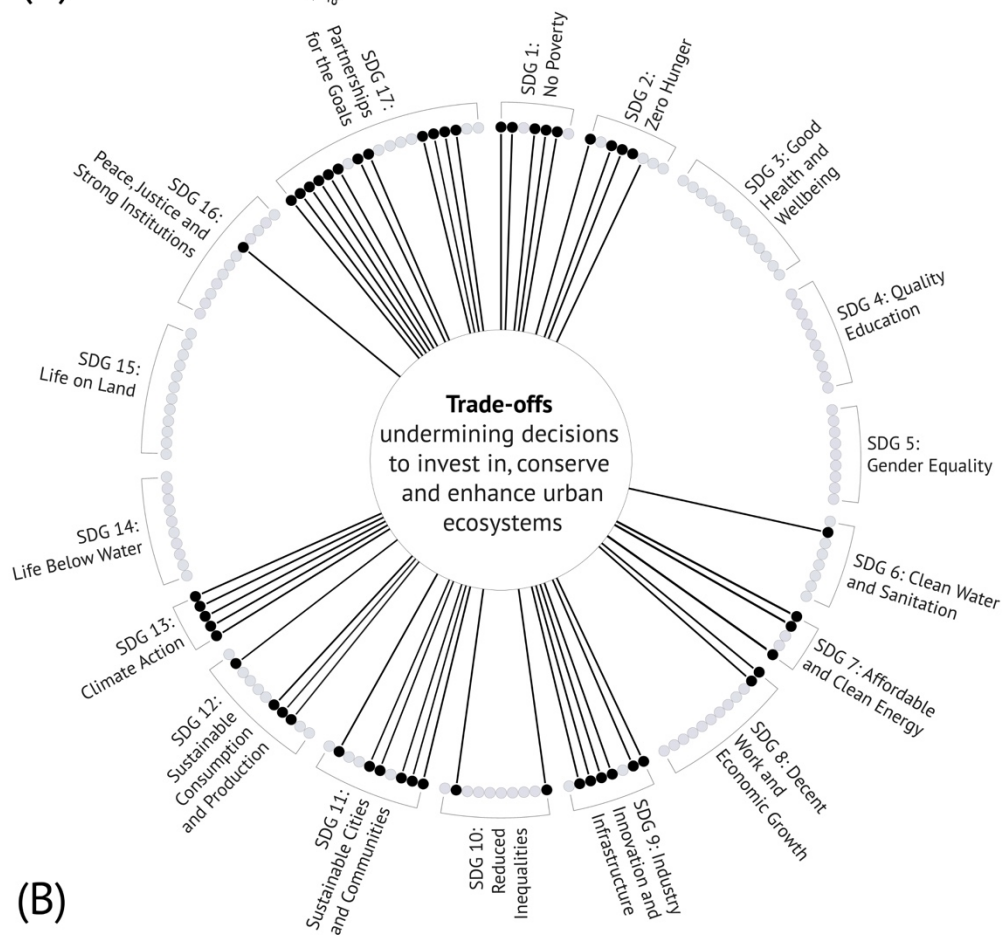 SDG 17:
Partnerships
for the Goals
SDG 1:
No Poverty
SDG 2:
Zero Hunger
SDG 3: Good
Health and
Wellbeing
SDG 4: Quality
Education
SDG 5:
Gender Equality
SDG 6: Clean Water
and Sanitation
SDG 7: Affordable
and Clean Energy
SDG 8: Decent
Work and
Economic Growth
SDG 9: Industry
Innovation and
Infrastructure
SDG 10:
Reduced
Inequalities
SDG 11:
Sustainable Cities
and Communities
SDG 12:
Sustainable
Consumption
and Production
SDG 13:
Climate Action
SDG 14:
Life Below Water
SDG 15:
Life on Land
SDG 16:
Peace, Justice and
Strong Institutions
Trade-offs
undermining decisions
to invest in, conserve
and enhance urban
ecosystems
(B)